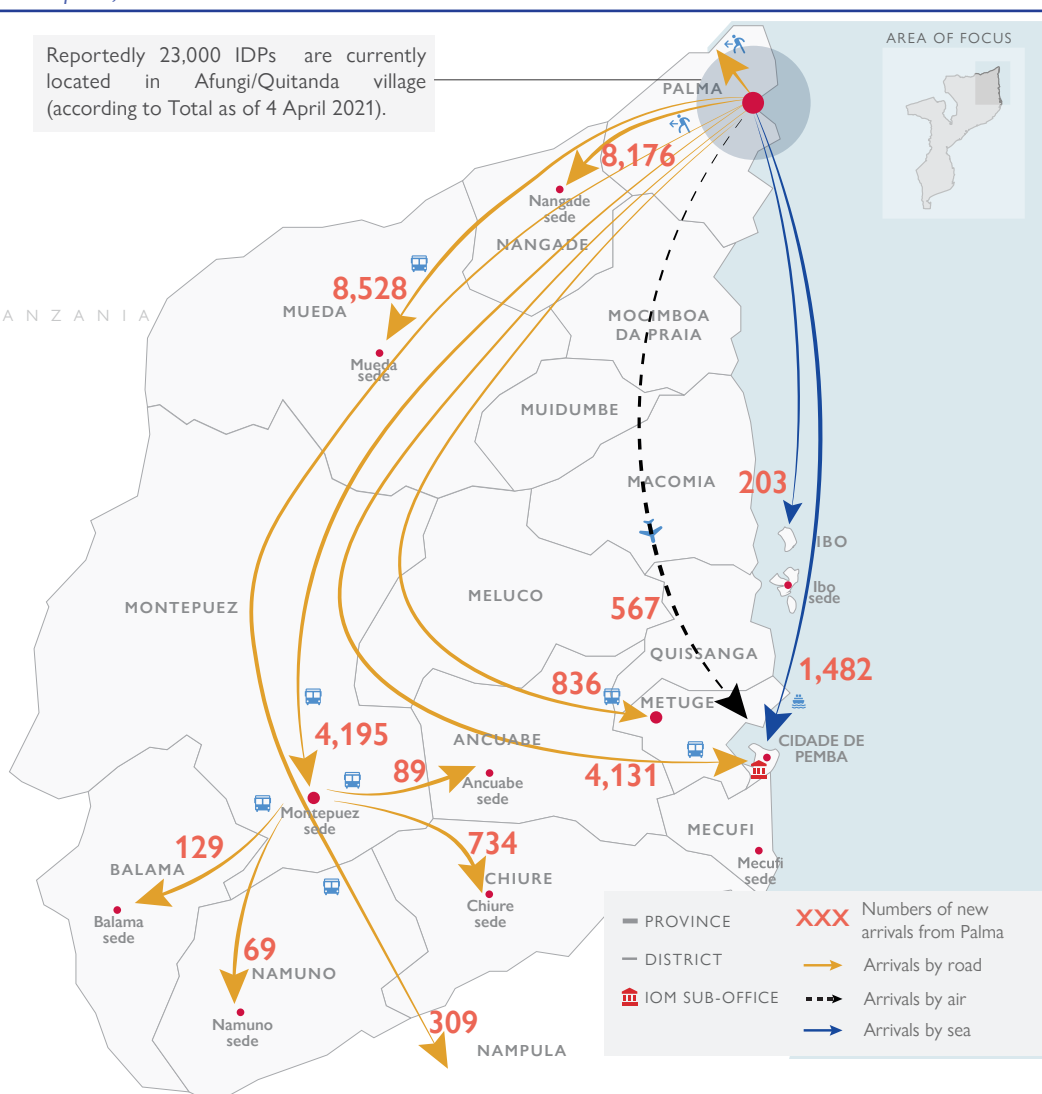 Reportedly 23,000 IDPs are currently
located in Afungi/Quitanda village
(according to Total as of 4 April 2021).
AREA OF FOCUS
PALMA
8,176
Nangade
sede
NANGADE
8,528
MUEDA
ANZANIA
MOCIMBOA
DA PRAIA
Mueda
sede
MUIDUMBE
MACOMIA
203
IBO
Ibo
sede
MONTEPUEZ
MELUCO
567
QUISSANGA
1,482
836
METUGE
4,195
ANCUABE
CIDADE DE
PEMBA
89
Ancuabe
sede
4,131
Montepuez
sede
MECUFI
129
734
BALAMA
CHIURE
Mecufi
sede
Balama
sede
Chiure
sede
69
NAMUNO
Namuno
sede
309
NAMPULA
PROVINCE
DISTRICT
IOM SUB-OFFICE
XXX Numbers of new
arrivals from Palma
Arrivals by road
Arrivals by air
Arrivals by sea